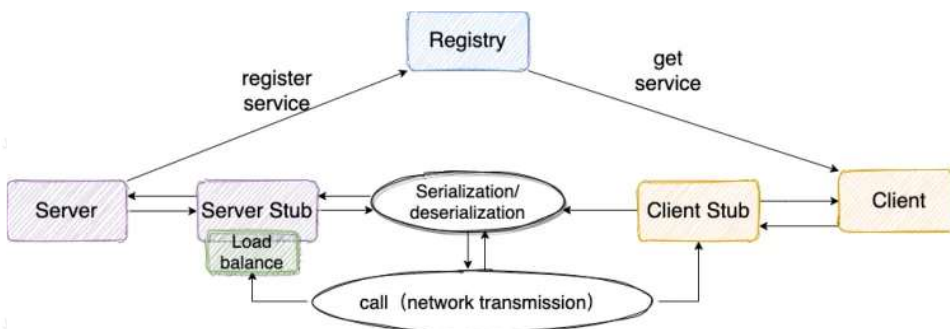 Registry
register
service
get
service
Server
Server Stub
Load
balance
Serialization/
deserialization
Client Stub
Client
call（network transmission）